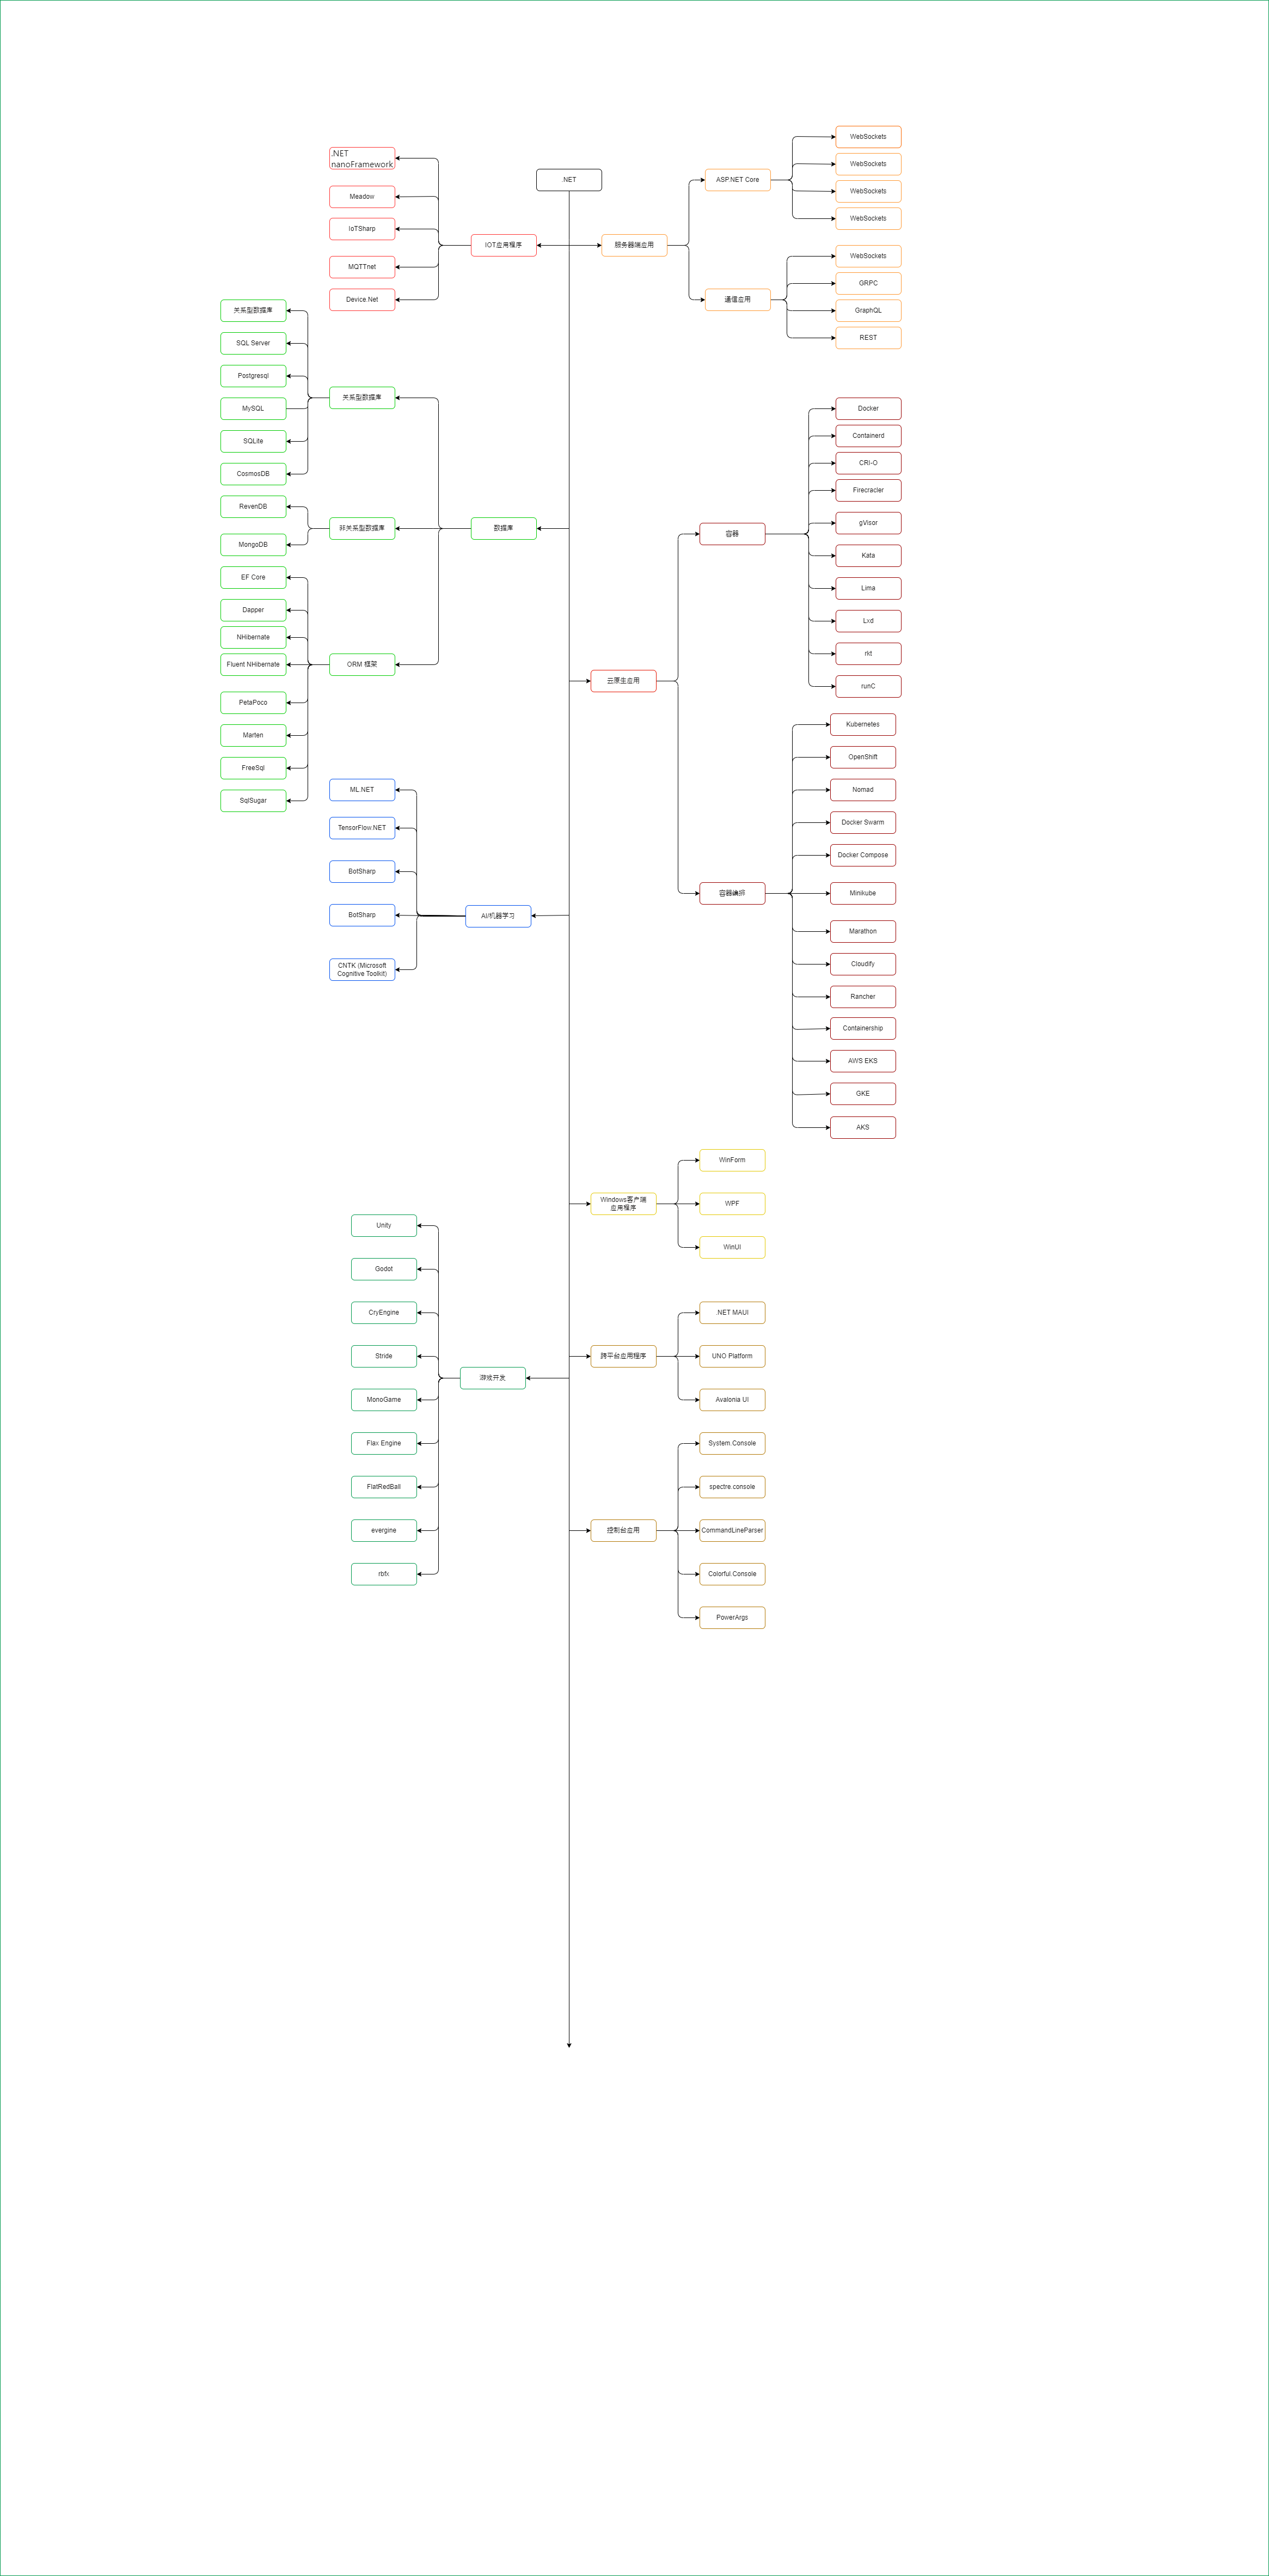 .NET
IOT应用程序
.NET
nanoFramework
Meadow
IoTSharp
MQTTnet
Device.Net
服务器端应用
ASP.NET Core
WebSockets
WebSockets
WebSockets
WebSockets
通信应用
WebSockets
GRPC
GraphQL
REST
数据库
关系型数据库
关系型数据库
SQL Server
Postgresql
MySQL
SQLite
CosmosDB
非关系型数据库
RevenDB
MongoDB
ORM 框架
EF Core
Dapper
NHibernate
Fluent NHibernate
PetaPoco
Marten
FreeSql
SqlSugar
云原生应用
容器
Docker
Containerd
CRI-O
Firecracler
gVisor
Kata
Lima
Lxd
rkt
runC
容器编排
Kubernetes
OpenShift
Nomad
Docker Swarm
Docker Compose
Minikube
Marathon
Cloudify
Rancher
Containership
AWS EKS
GKE
AKS
AI/机器学习
ML.NET
TensorFlow.NET
BotSharp
BotSharp
CNTK (Microsoft
Cognitive Toolkit)
Windows客户端
应用程序
WinForm
WPF
WinUI
游戏开发
Unity
Godot
CryEngine
Stride
MonoGame
Flax Engine
FlatRedBall
evergine
rbfx
跨平台应用程序
.NET MAUI
UNO Platform
Avalonia UI
控制台应用
System.Console
spectre.console
CommandLineParser
Colorful.Console
PowerArgs